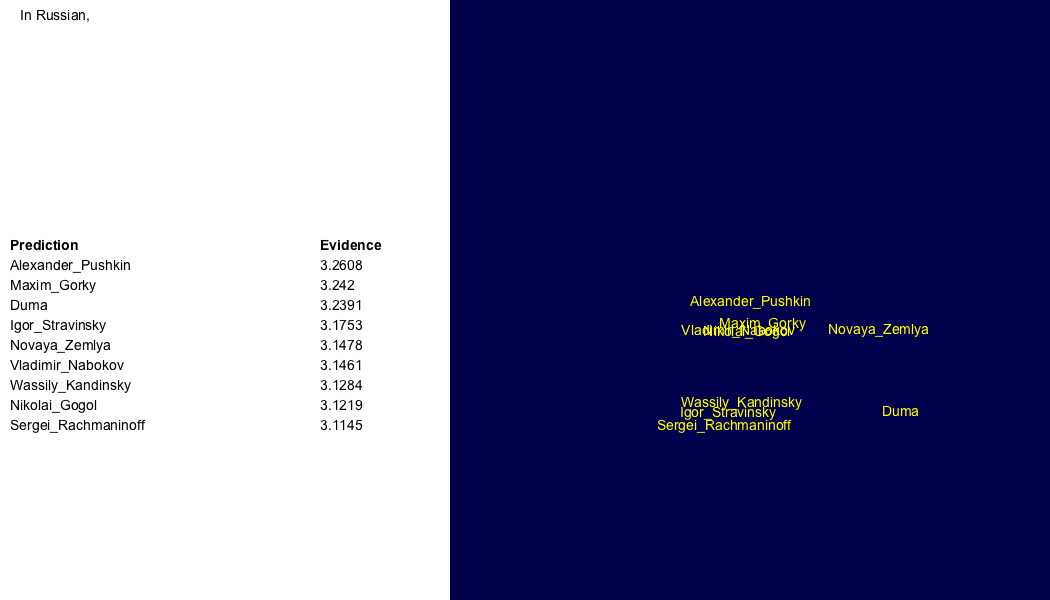 In Russian,
Prediction Evidence
Alexander_Pushkin 3.2608
Maxim_Gorky 3.242
Duma 3.2391
Igor_Stravinsky 3.1753
Novaya_Zemlya 3.1478
Vladimir_Nabokov 3.1461
Wassily_Kandinsky 3.1284
Nikolai_Gogol 3.1219
Sergei_Rachmaninoff 3.1145
Alexander_Pushkin
Maxim_Gorky
Vladimir_Nabokov Nikolai_Gogol Novaya_Zemlya
Wassily_Kandinsky
Igor_Stravinsky Duma
Sergei_Rachmaninoff